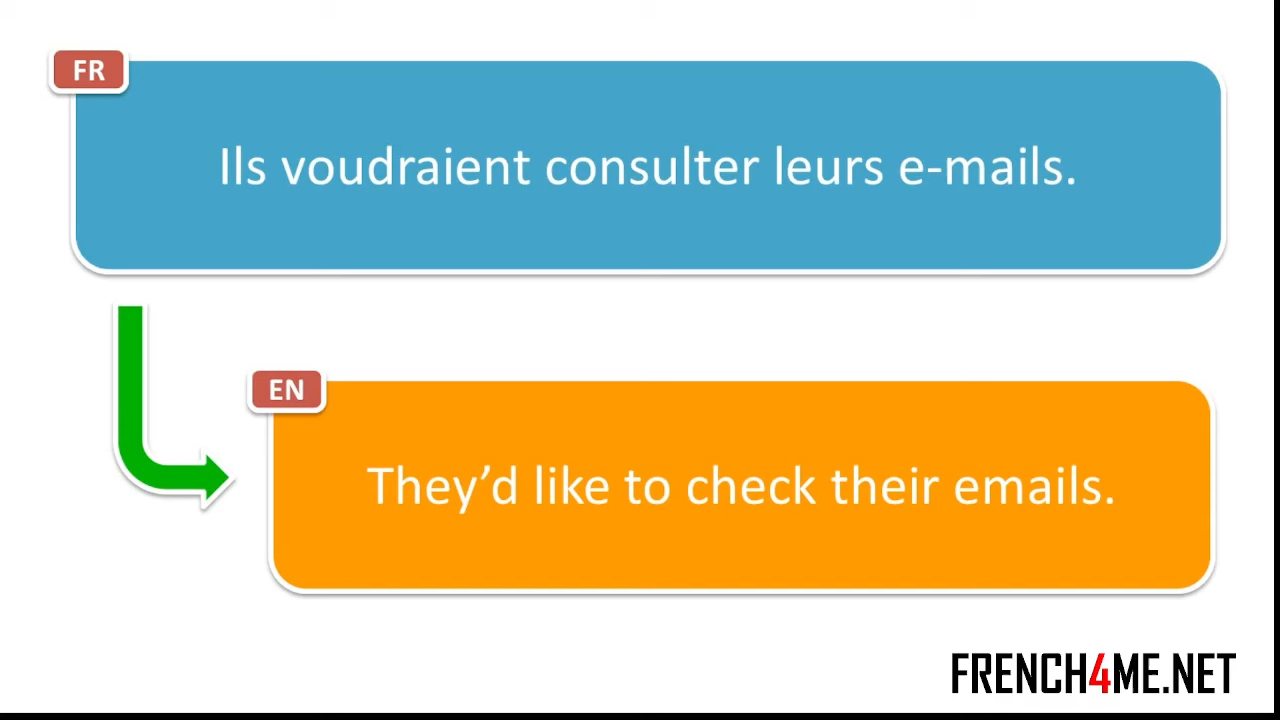 FR
Ils voudraient consulter leurs e-mails.
EN
They’d like to check their emails.
FRENCH4ME.NET